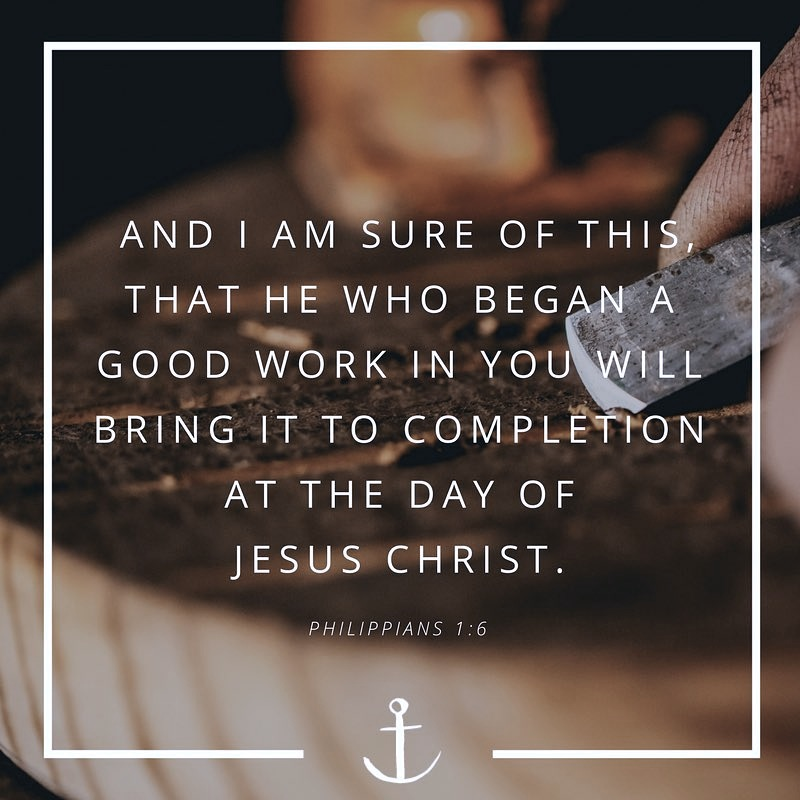 AND I AM SURE OF THIS,
THAT HE WHO BEGAN A
GOOD WORK IN YOU WILL
BRING IT TO COMPLETION
AT THE DAY OF
JESUS CHRIST.
PHILIPPIANS 1:6